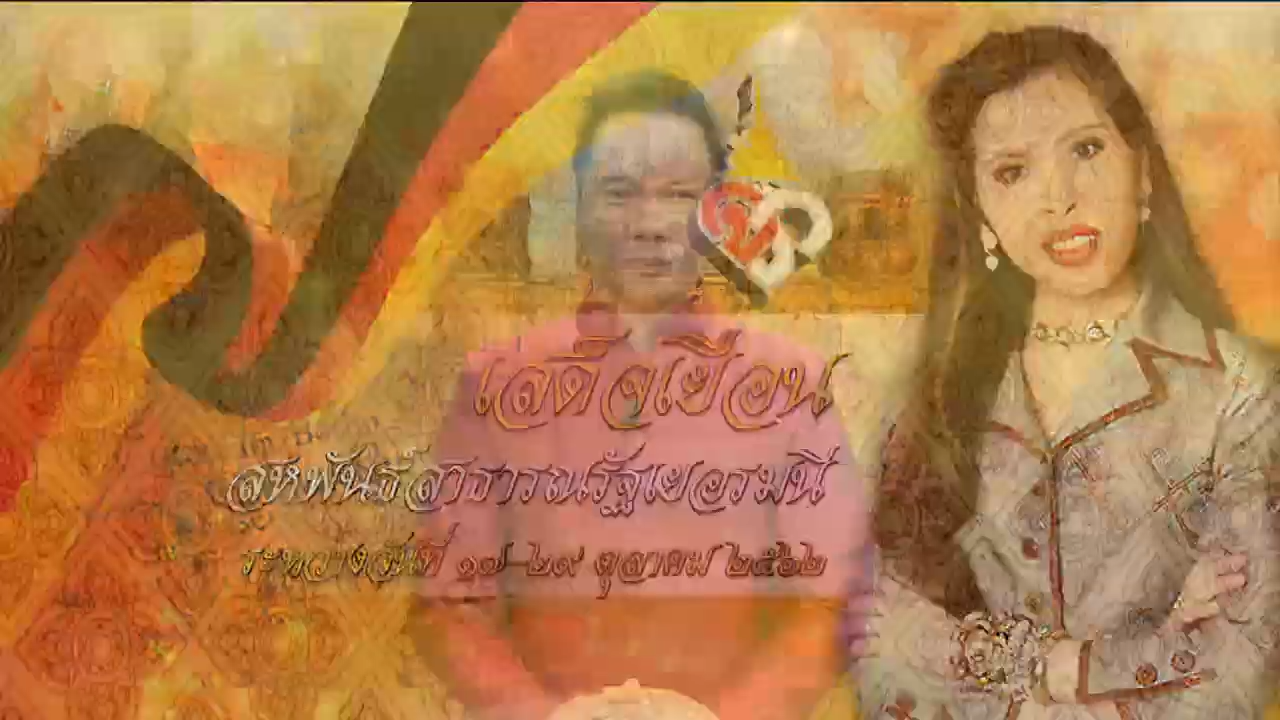 เสด็จเยือน
สหพันธ์สาธารณรัฐเยอรมนี
ระหว่างวันที่ ๑๗-๒๙ ตุลาคม ๒๕๖๒